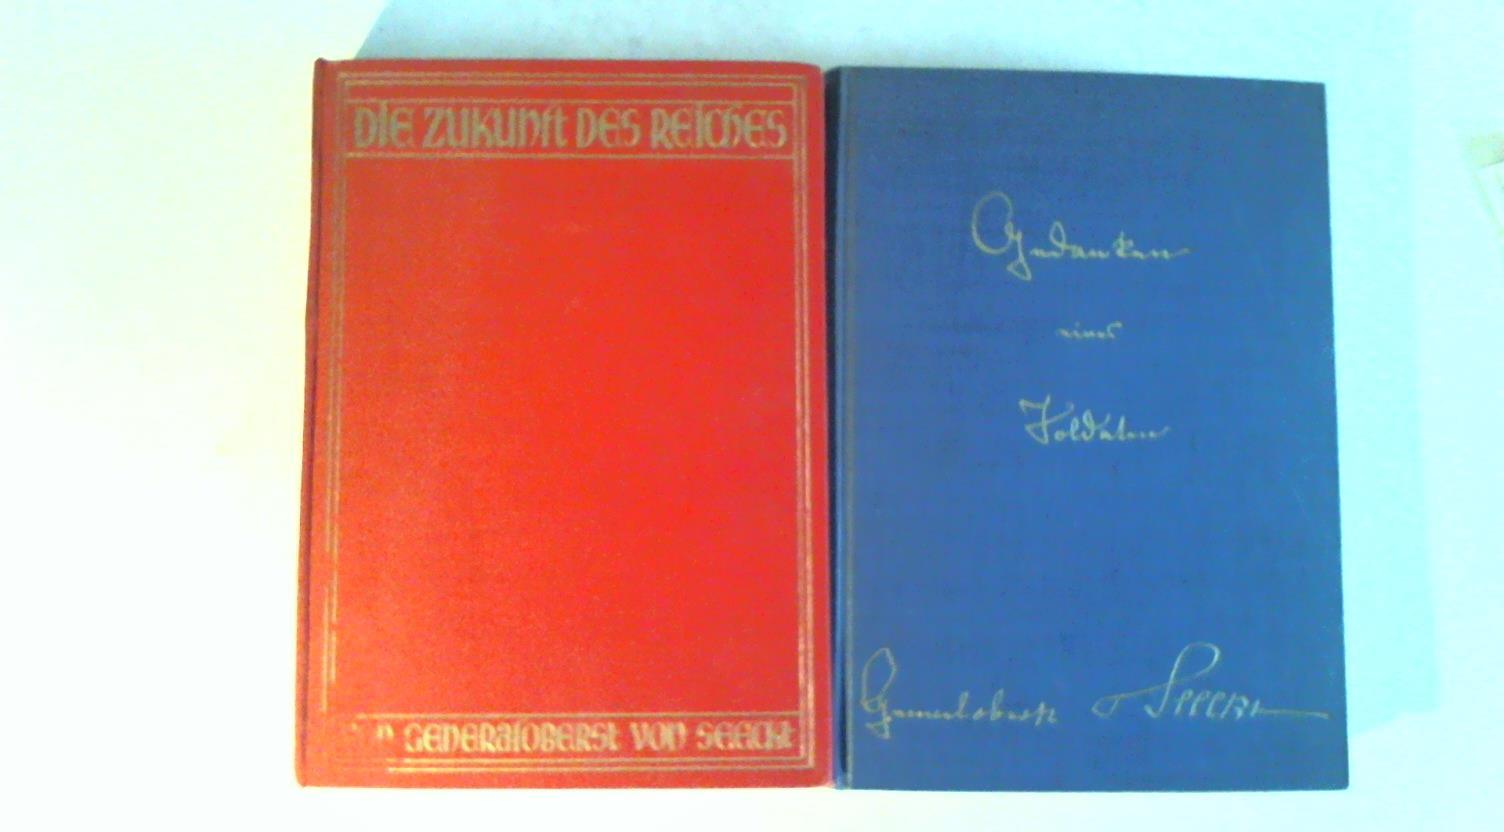 DIE ZUKUNFT DES REICHES
GENERALOBERST VON SEECKT
Gedanken
eines
Soldaten
Generaloberst v Seeckt